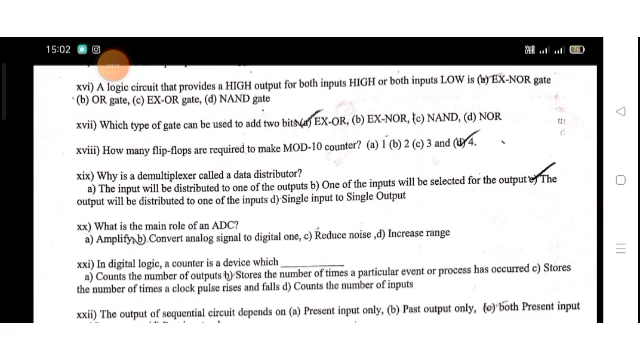 15:02
xvi) A logic circuit that provides a HIGH output for both inputs HIGH or both inputs LOW is (a) EX-NOR gate
(b) OR gate, (c) EX-OR gate, (d) NAND gate
xvii) Which type of gate can be used to add two bits (a) EX-OR, (b) EX-NOR, (c) NAND, (d) NOR
xviii) How many flip-flops are required to make MOD-10 counter? (a) 1 (b) 2 (c) 3 and (d) 4.
xix) Why is a demultiplexer called a data distributor?
a) The input will be distributed to one of the outputs b) One of the inputs will be selected for the output c) The
output will be distributed to one of the inputs d) Single input to Single Output
xx) What is the main role of an ADC?
a) Amplify, b) Convert analog signal to digital one, c) Reduce noise ,d) Increase range
xxi) In digital logic, a counter is a device which ____________
a) Counts the number of outputs b) Stores the number of times a particular event or process has occurred c) Stores
the number of times a clock pulse rises and falls d) Counts the number of inputs
xxii) The output of sequential circuit depends on (a) Present input only, (b) Past output only, (c) both Present input